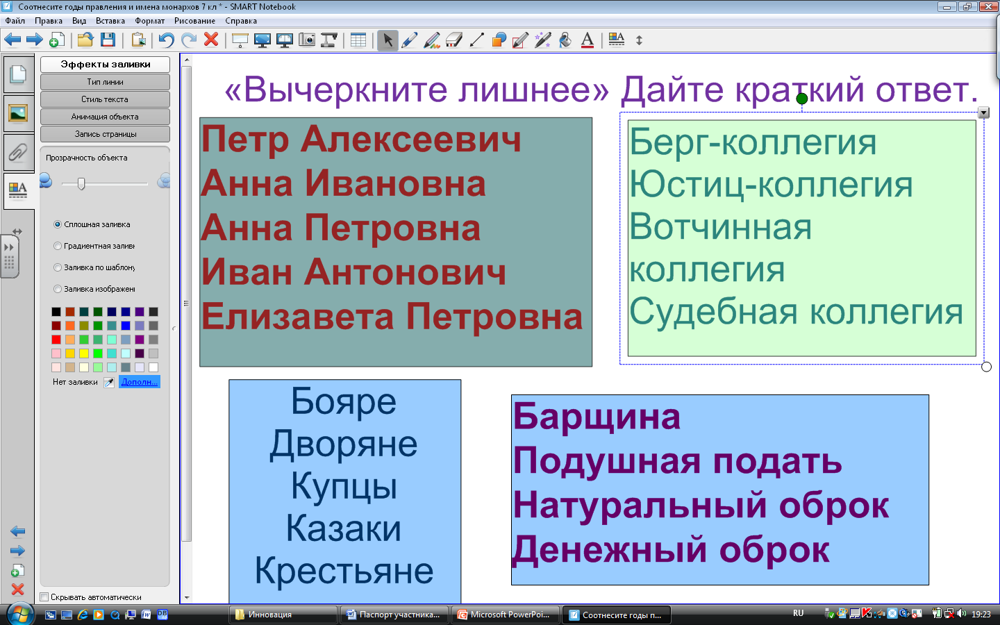 Соотнесите годы правления и имена монархов 7 кл * - SMART Notebook
Файл Правка Вид Вставка Формат Рисование Справка
Эффекты заливки
Тип линии
Стиль текста
Анимация объекта
Запись страницы
Прозрачность объекта
Сплошная заливка
Градиентная заливк
Заливка по шаблону
Заливка изображени
Нет заливки
Дополн...
Скрывать автоматически
«Вычеркните лишнее» Дайте краткий ответ.
Петр Алексеевич
Анна Ивановна
Анна Петровна
Иван Антонович
Елизавета Петровна
Берг-коллегия
Юстиц-коллегия
Вотчинная
коллегия
Судебная коллегия
Бояре
Дворяне
Купцы
Казаки
Крестьяне
Барщина
Подушная подать
Натуральный оброк
Денежный оброк
Инновация
Паспорт участника...
Microsoft PowerPoi...
Соотнесите годы п...
RU
19:23